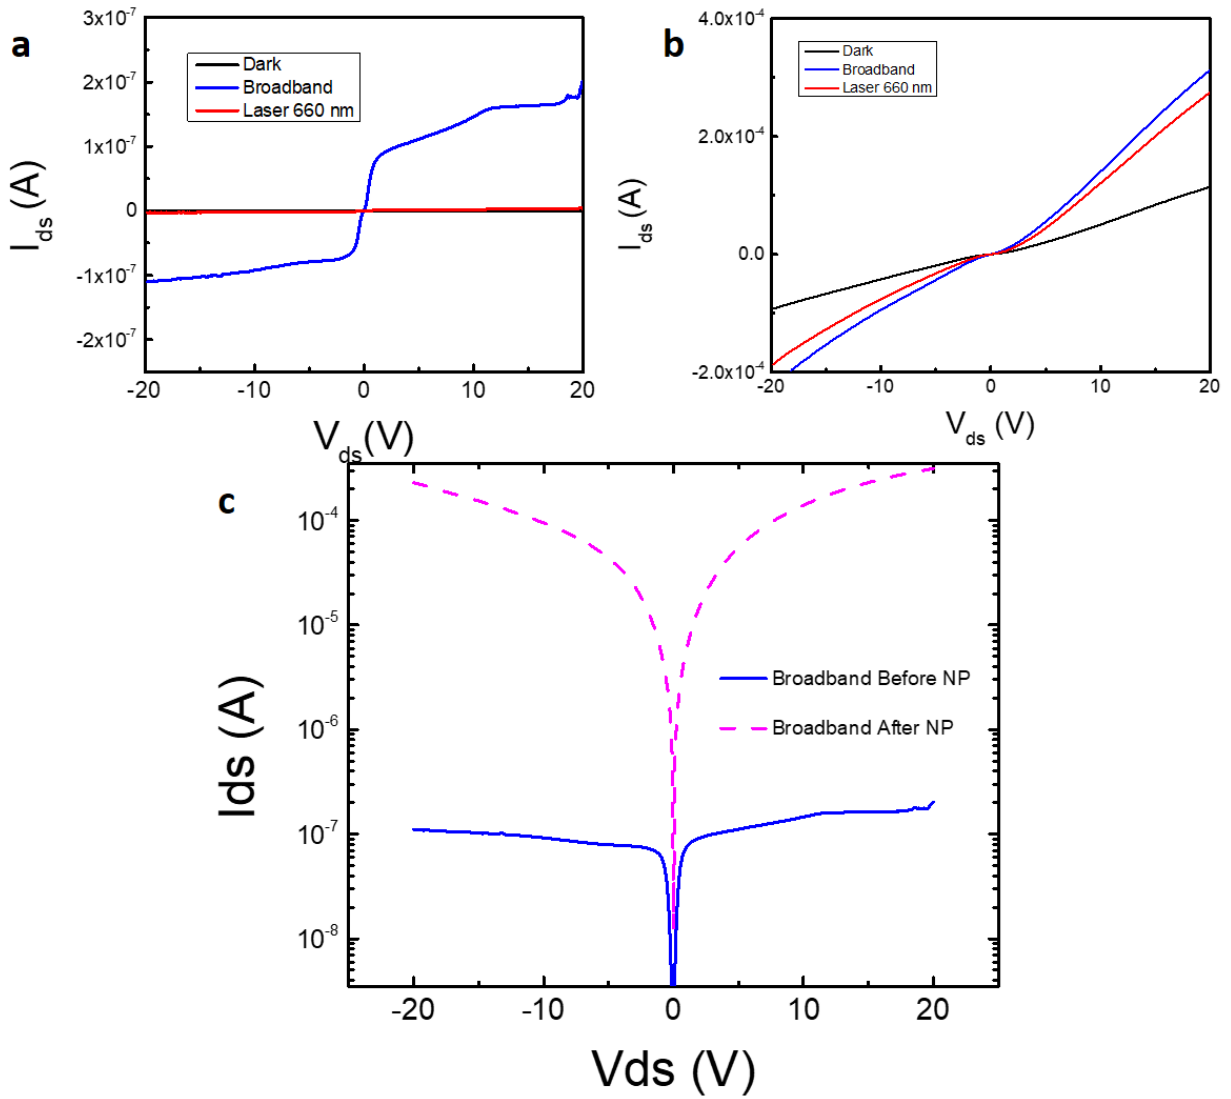 a
3x10⁻⁷
2x10⁻⁷
1x10⁻⁷
0
-1x10⁻⁷
-2x10⁻⁷
I_ds (A)
Dark
Broadband
Laser 660 nm
-20 -10 0 10 20
V_ds (V)
b
4.0x10⁻⁴
2.0x10⁻⁴
0.0
-2.0x10⁻⁴
I_ds (A)
Dark
Broadband
Laser 660 nm
-20 -10 0 10 20
V_ds (V)
c
10⁻⁴
10⁻⁵
10⁻⁶
10⁻⁷
10⁻⁸
Ids (A)
Broadband Before NP
Broadband After NP
-20 -10 0 10 20
Vds (V)